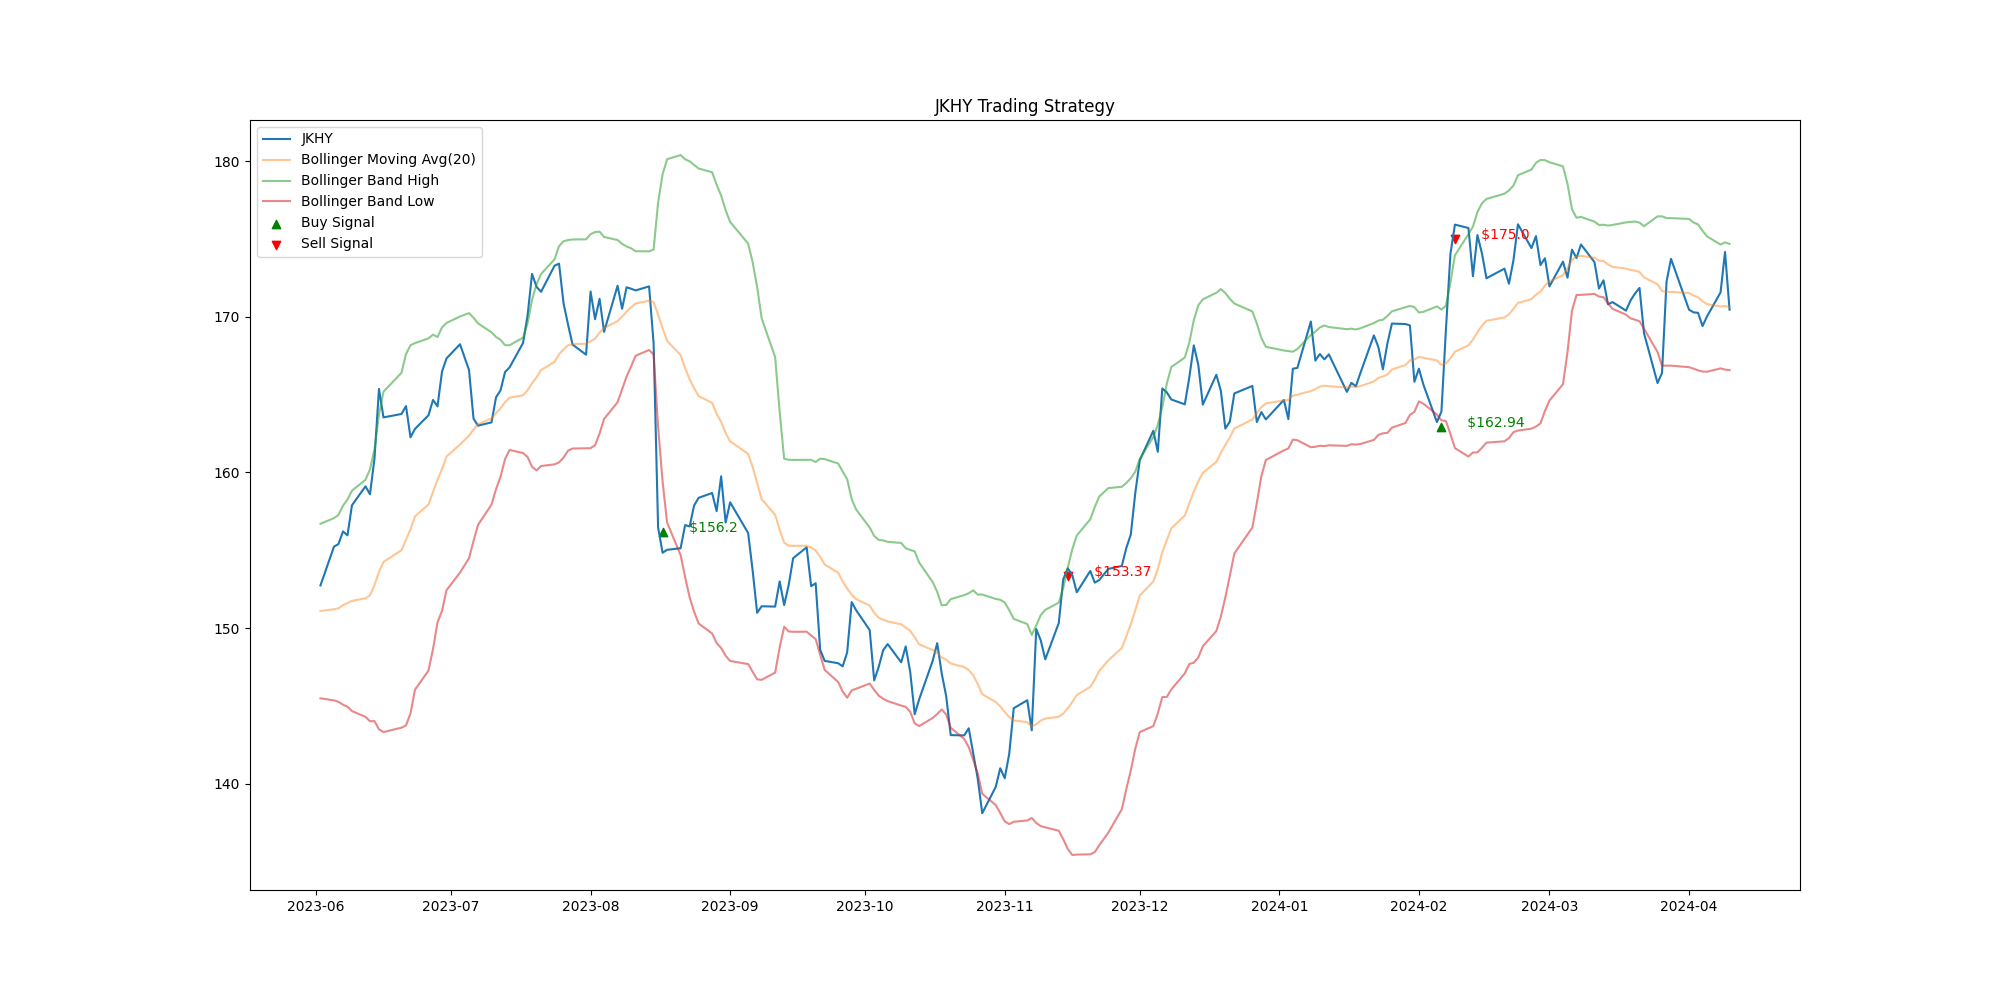 JKHY Trading Strategy
JKHY
Bollinger Moving Avg(20)
Bollinger Band High
Bollinger Band Low
Buy Signal
Sell Signal
180
170
160
150
140
$156.2
$153.37
$162.94
$175.0
2023-06 2023-07 2023-08 2023-09 2023-10 2023-11 2023-12 2024-01 2024-02 2024-03 2024-04